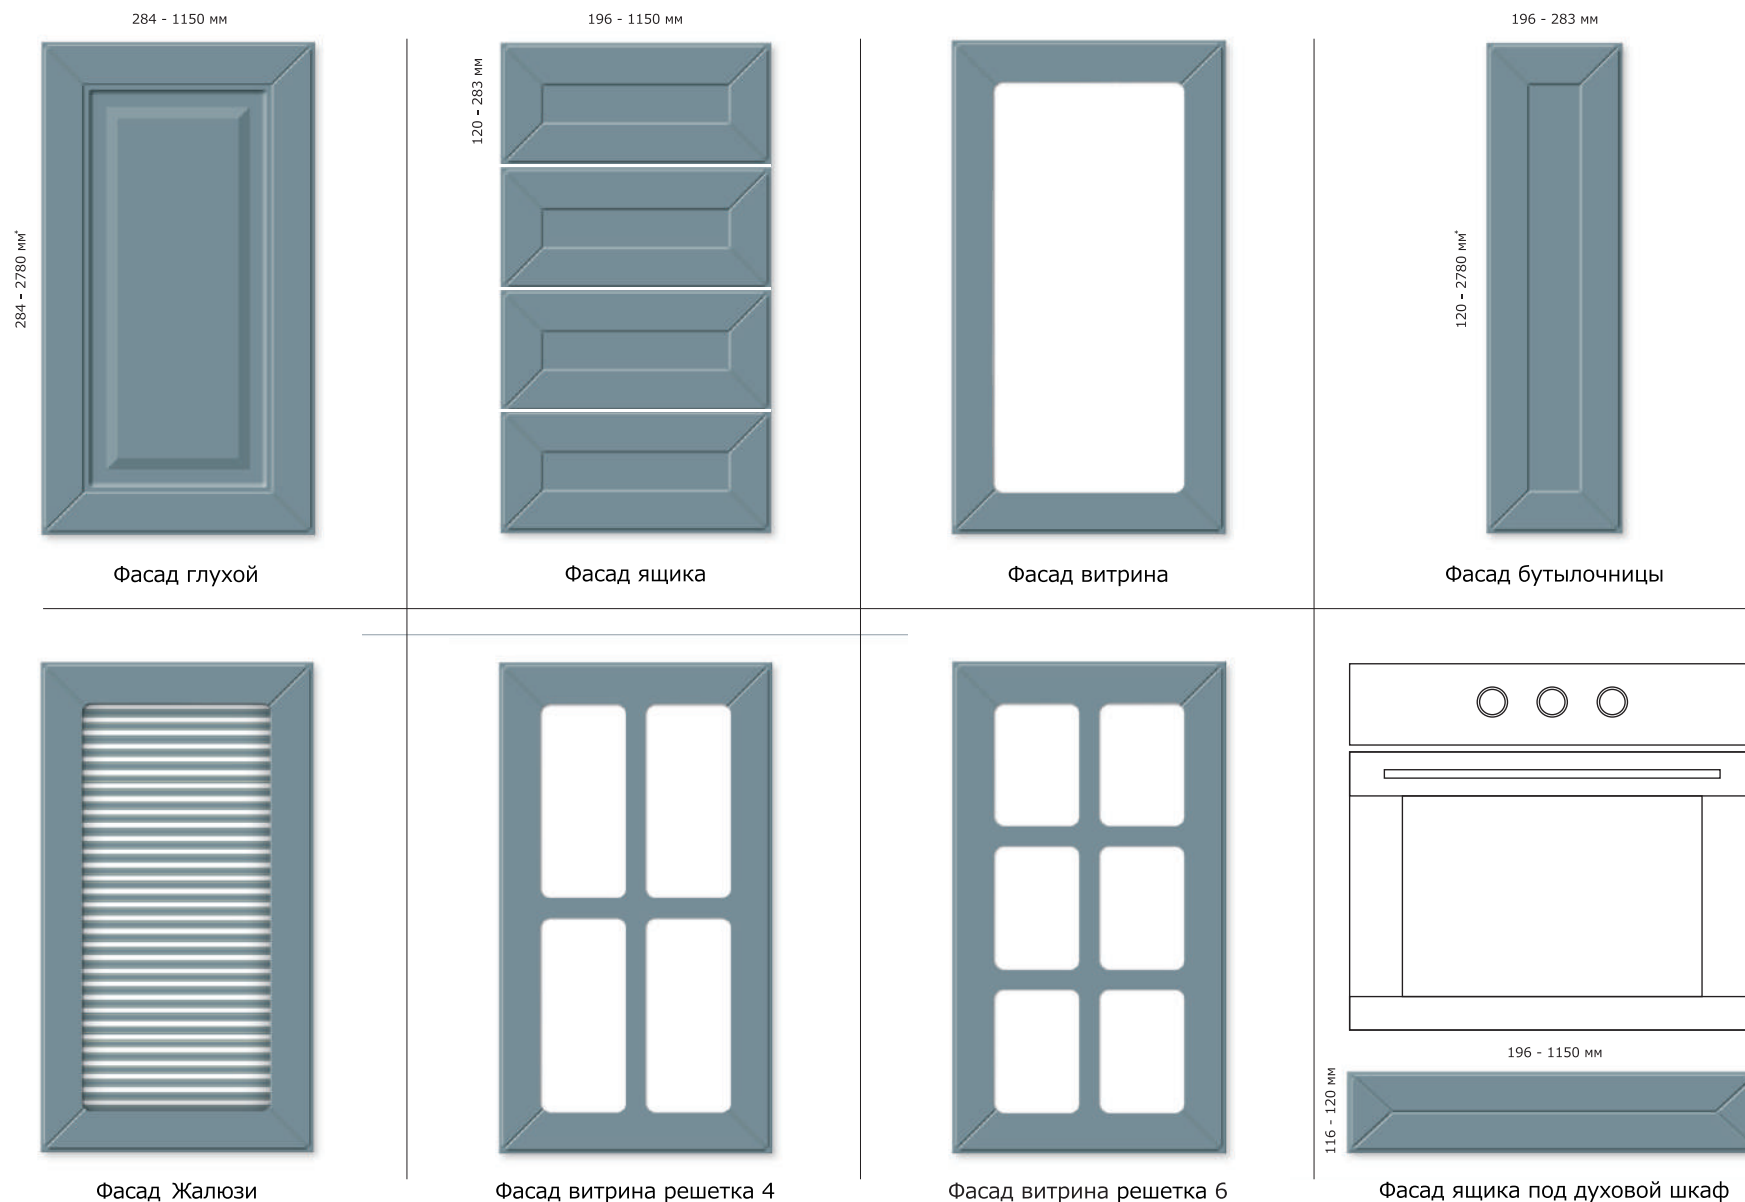 284 - 1150 мм
196 - 1150 мм
196 - 283 мм
284 - 2780 мм*
120 - 283 мм
120 - 2780 мм*
Фасад глухой
Фасад ящика
Фасад витрина
Фасад бутылочницы
196 - 1150 мм
116 - 120 мм
Фасад Жалюзи
Фасад витрина решетка 4
Фасад витрина решетка 6
Фасад ящика под духовой шкаф